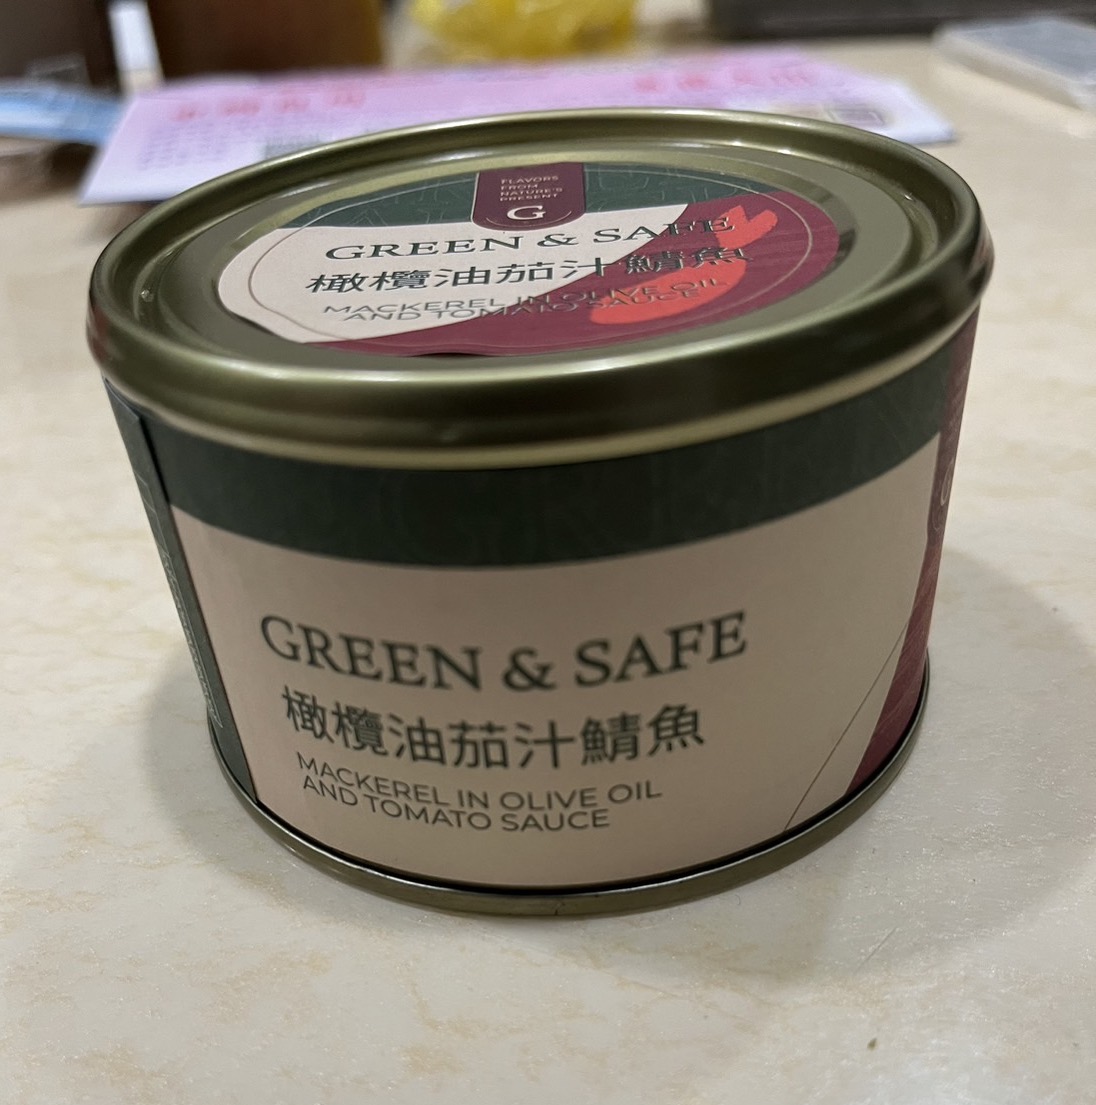 FLAVORS
FROM
NATURE'S
PRESENT
G
GREEN & SAFE
橄欖油茄汁鯖魚
MACKEREL IN OLIVE OIL
AND TOMATO SAUCE
GREEN & SAFE
橄欖油茄汁鯖魚
MACKEREL IN OLIVE OIL
AND TOMATO SAUCE